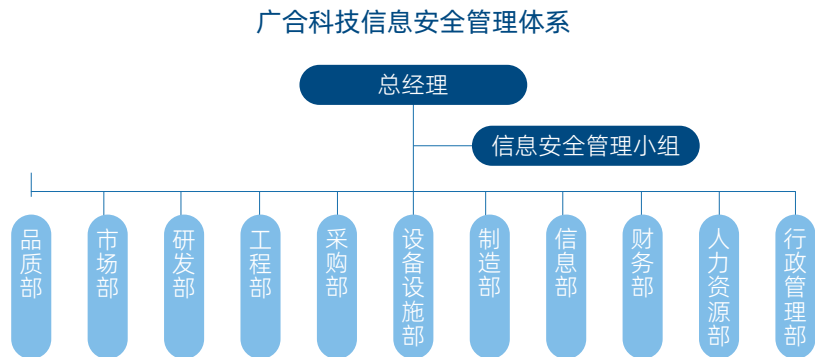 广合科技信息安全管理体系
总经理
信息安全管理小组
品质部
市场部
研发部
工程部
采购部
设备设施部
制造部
信息部
财务部
人力资源部
行政管理部